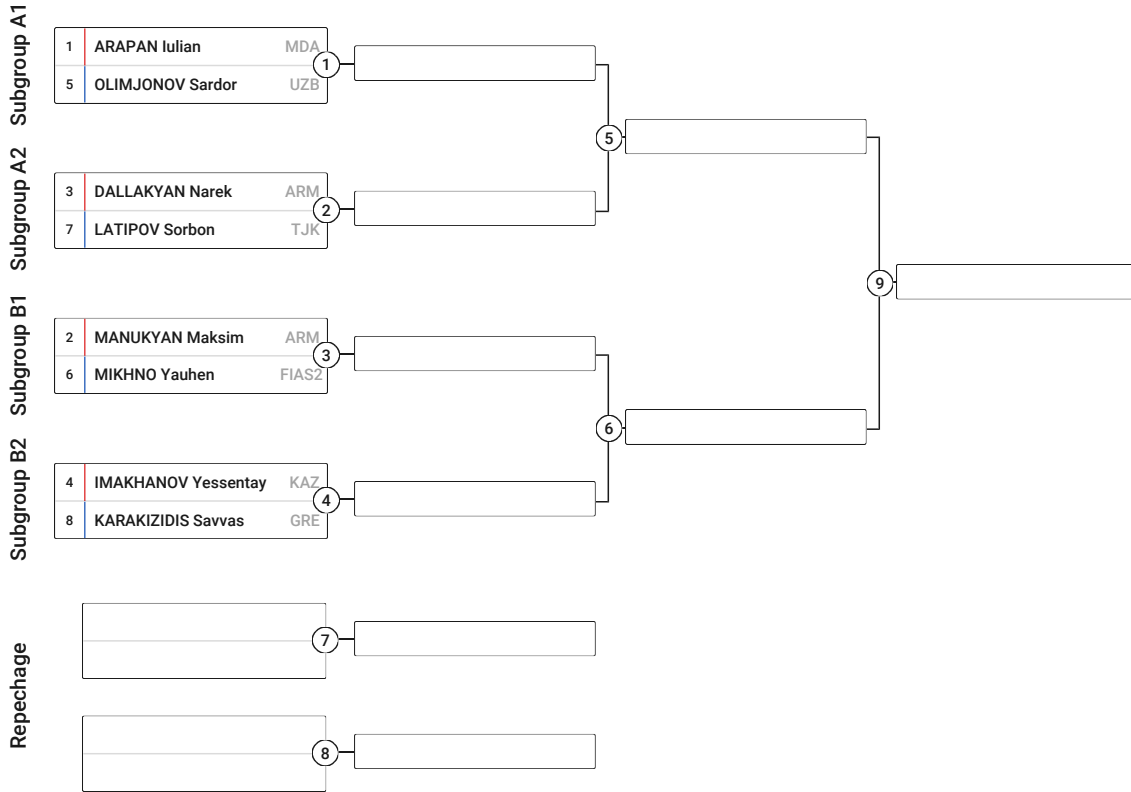 Subgroup A1
1 ARAPAN Iulian MDA
5 OLIMJONOV Sardor UZB
1
Subgroup A2
3 DALLAKYAN Narek ARM
7 LATIPOV Sorbon TJK
2
5
Subgroup B1
2 MANUKYAN Maksim ARM
6 MIKHNO Yauhen FIAS2
3
Subgroup B2
4 IMAKHANOV Yessentay KAZ
8 KARAKIZIDIS Savvas GRE
4
6
9
Repechage
7
8